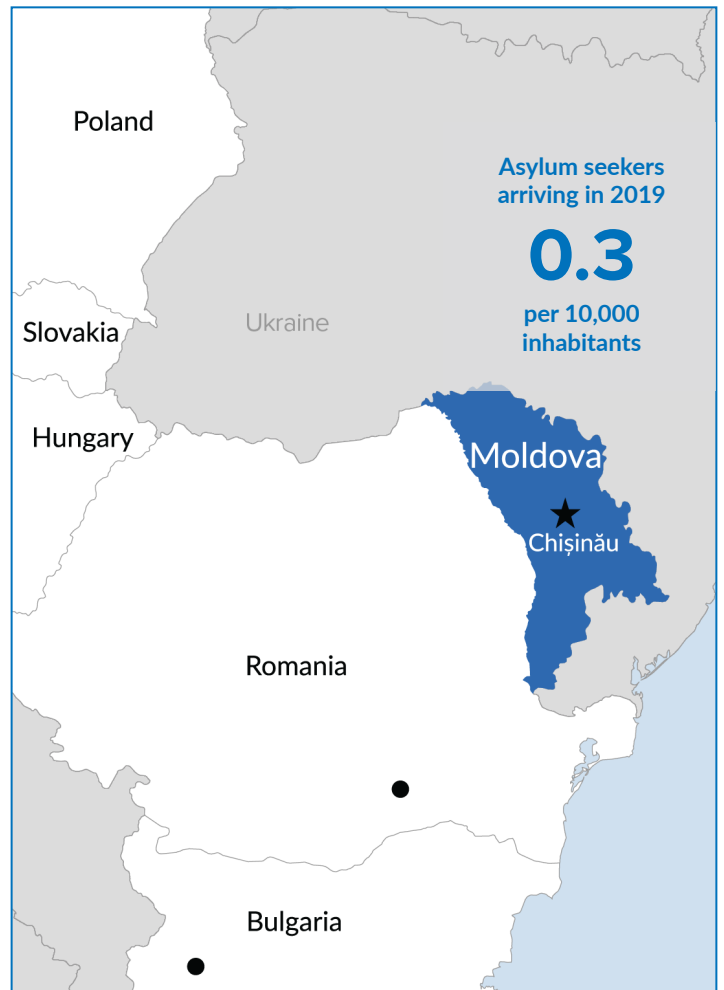 Poland
Asylum seekers
arriving in 2019
0.3
per 10,000
inhabitants
Ukraine
Slovakia
Hungary
Moldova
Chișinău
Romania
Bulgaria